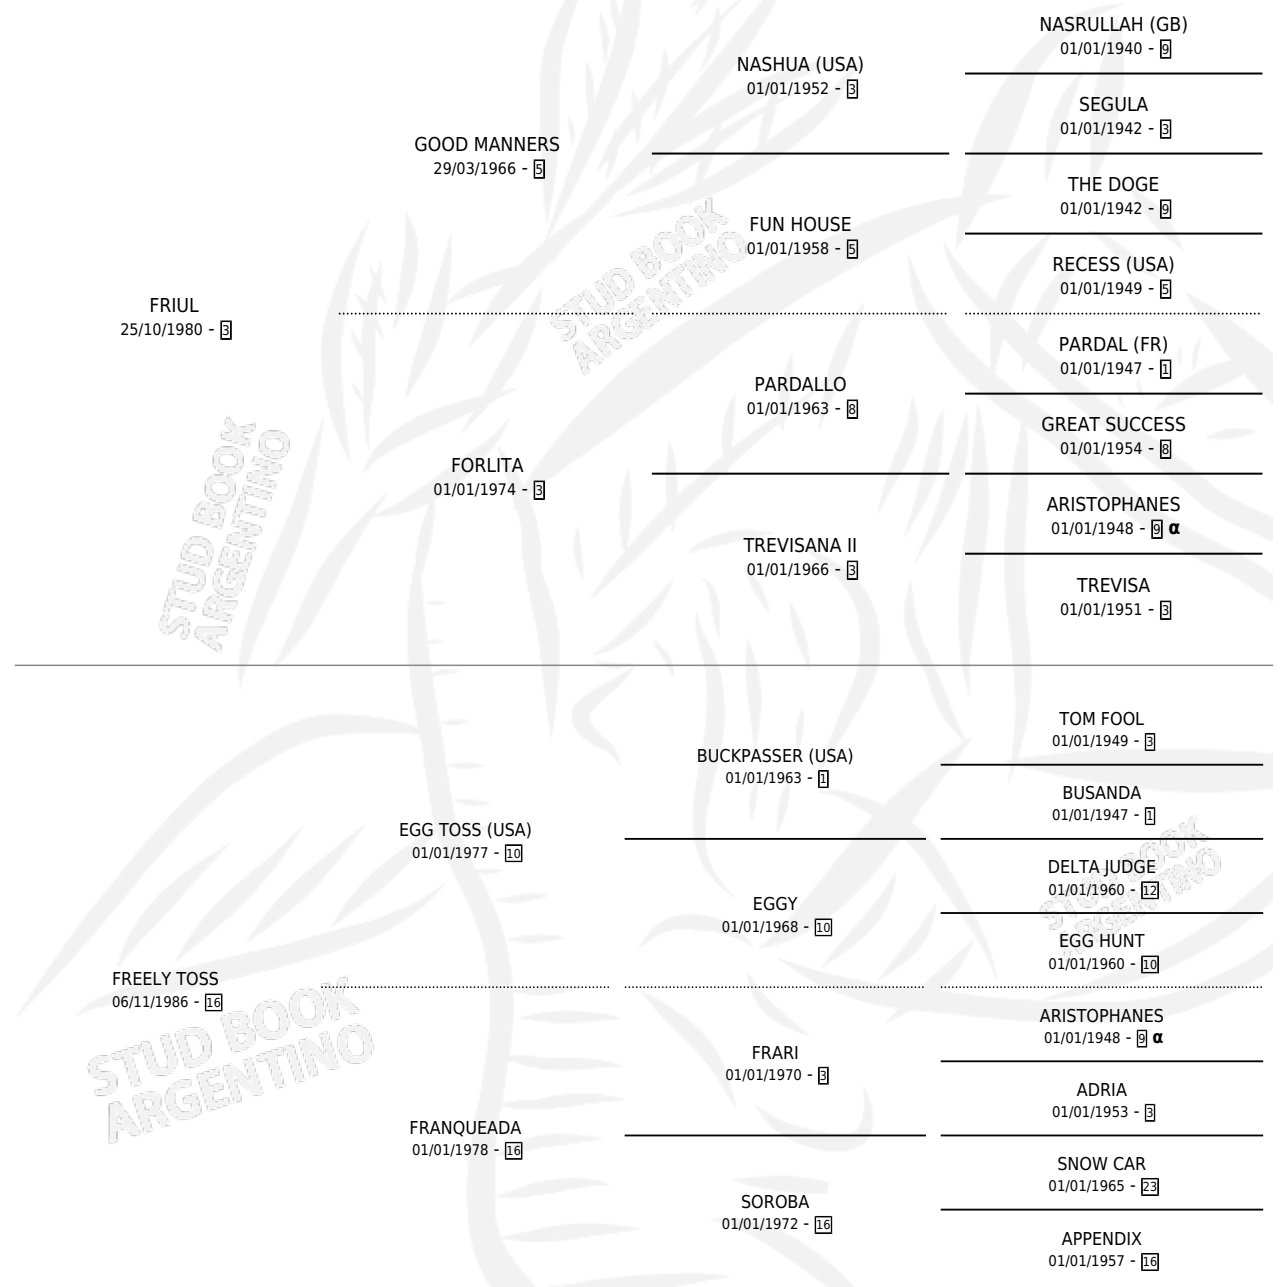 NASRULLAH (GB)
01/01/1940 - 9
NASHUA (USA)
01/01/1952 - 3
SEGULA
01/01/1942 - 3
GOOD MANNERS
29/03/1966 - 5
THE DOGE
01/01/1942 - 9
FUN HOUSE
01/01/1958 - 5
RECESS (USA)
01/01/1949 - 5
FRIUL
25/10/1980 - 3
PARDAL (FR)
01/01/1947 - 1
PARDALLO
01/01/1963 - 8
GREAT SUCCESS
01/01/1954 - 8
FORLITA
01/01/1974 - 3
ARISTOPHANES
01/01/1948 - 9 α
TREVISANA II
01/01/1966 - 3
TREVISA
01/01/1951 - 3
TOM FOOL
01/01/1949 - 3
BUCKPASSER (USA)
01/01/1963 - 1
BUSANDA
01/01/1947 - 1
EGG TOSS (USA)
01/01/1977 - 10
DELTA JUDGE
01/01/1960 - 12
EGGY
01/01/1968 - 10
EGG HUNT
01/01/1960 - 10
FREELY TOSS
06/11/1986 - 16
ARISTOPHANES
01/01/1948 - 9 α
FRARI
01/01/1970 - 3
ADRIA
01/01/1953 - 3
FRANQUEADA
01/01/1978 - 16
SNOW CAR
01/01/1965 - 23
SOROBA
01/01/1972 - 16
APPENDIX
01/01/1957 - 16
STUD BOOK
ARGENTINO
STUD BOOK
ARGENTINO
STUD BOOK
ARGENTINO
STUD BOOK
ARGENTINO